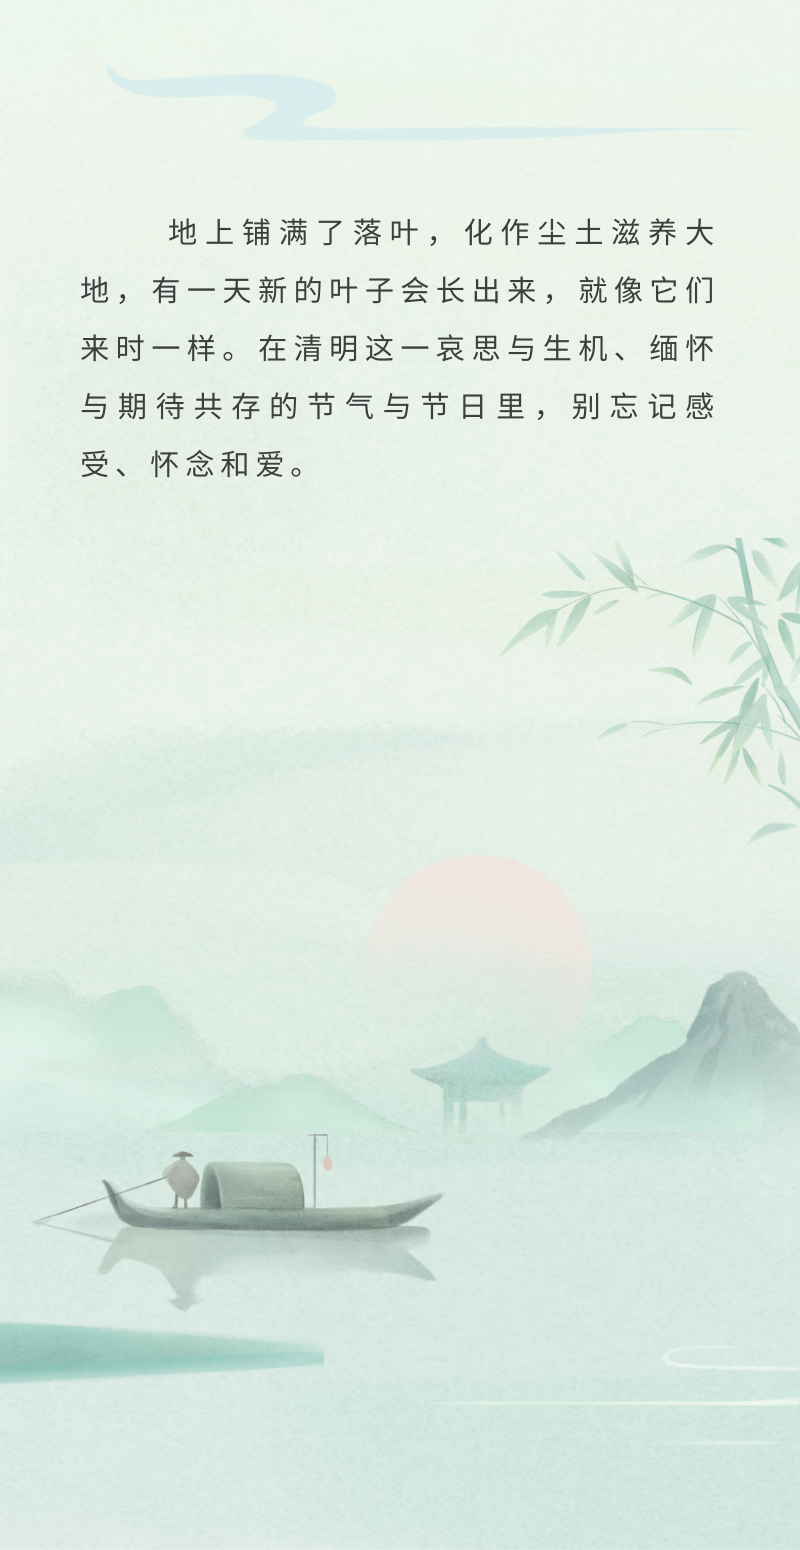 地上铺满了落叶，化作尘土滋养大
地，有一天新的叶子会长出来，就像它们
来时一样。在清明这一哀思与生机、缅怀
与期待共存的节气与节日里，别忘记感
受、怀念和爱。